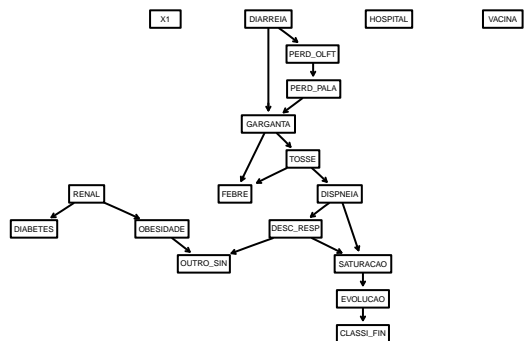 X1
DIARREIA
HOSPITAL
VACINA
PERD_OLFT
PERD_PALA
GARGANTA
TOSSE
RENAL
FEBRE
DISPNEIA
DIABETES
OBESIDADE
DESC_RESP
OUTRO_SIN
SATURACAO
EVOLUCAO
CLASSI_FIN